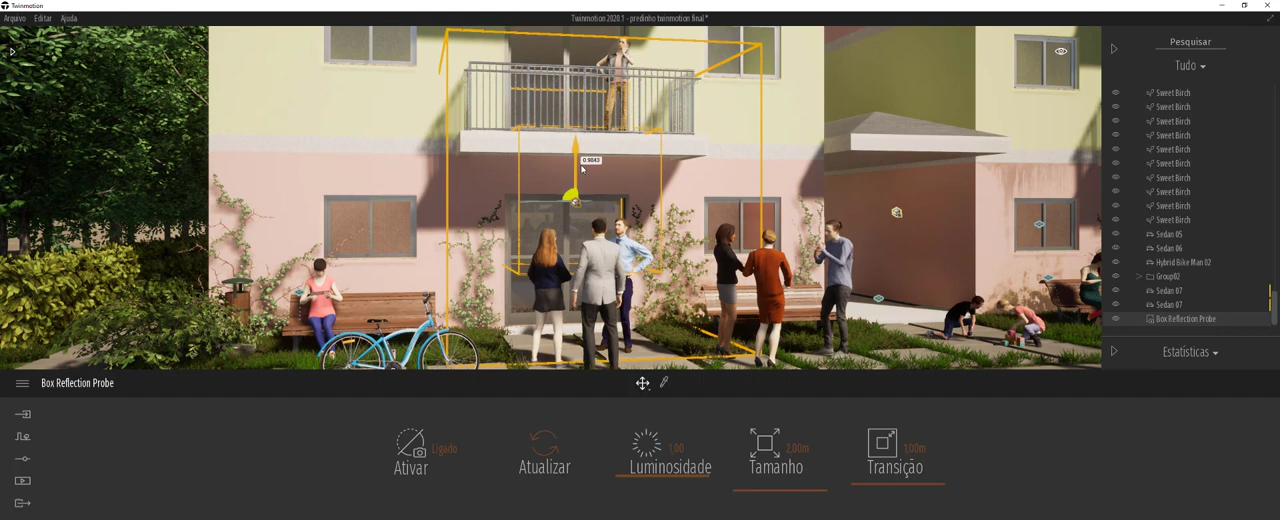 Twinmotion
Arquivo Editar Ajuda
Twinmotion 2020.1 - predinho twinmotion final*
Pesquisar
Tudo
Sweet Birch
Sweet Birch
Sweet Birch
Sweet Birch
Sweet Birch
Sweet Birch
Sweet Birch
Sweet Birch
Sweet Birch
Sweet Birch
Sedan 05
Sedan 06
Hybrid Bike Man 02
Group02
Sedan 07
Sedan 07
Box Reflection Probe
Estatísticas
0.9843
Box Reflection Probe
Ligado
Ativar
Atualizar
1,00
Luminosidade
2,00m
Tamanho
1,00m
Transição